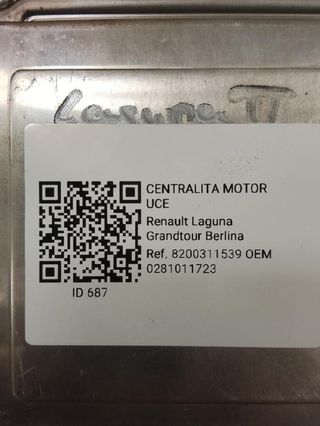 Laguna II
CENTRALITA MOTOR
UCE
Renault Laguna
Grandtour Berlina
Ref. 8200311539 OEM
0281011723
ID 687